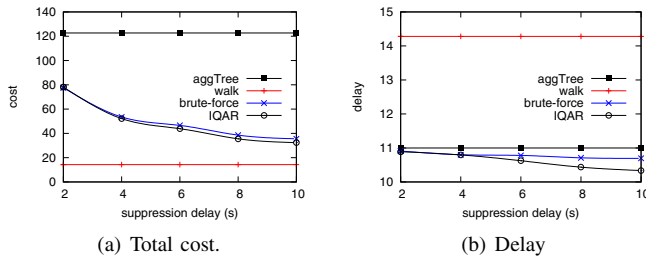 140
120
100
80
60
40
20
0
cost
aggTree
walk
brute-force
IQAR
2 4 6 8 10
suppression delay (s)
(a) Total cost.
15
14
13
12
11
10
delay
aggTree
walk
brute-force
IQAR
2 4 6 8 10
suppression delay (s)
(b) Delay